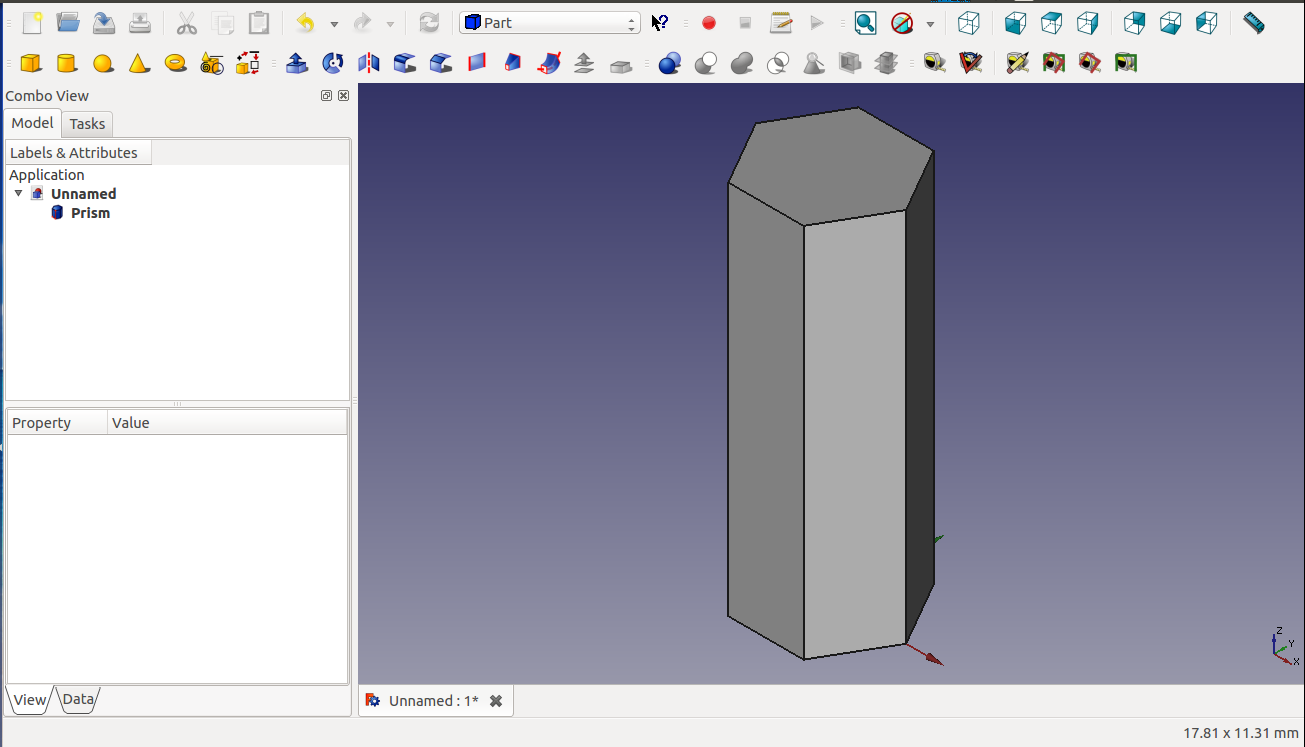 Part
Combo View
Model Tasks
Labels & Attributes
Application
Unnamed
Prism
Property Value
View Data
Z
Y
X
Unnamed : 1*
17.81 x 11.31 mm